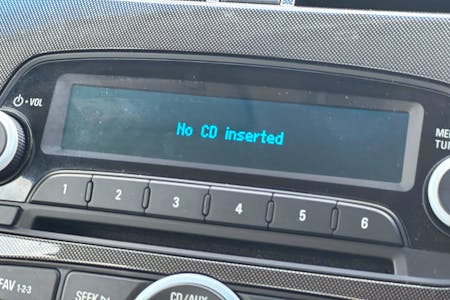 VOL
No CD inserted
MEN
TUN
1 2 3 4 5 6
FAV 1-2-3
SEEK
CD/AUX